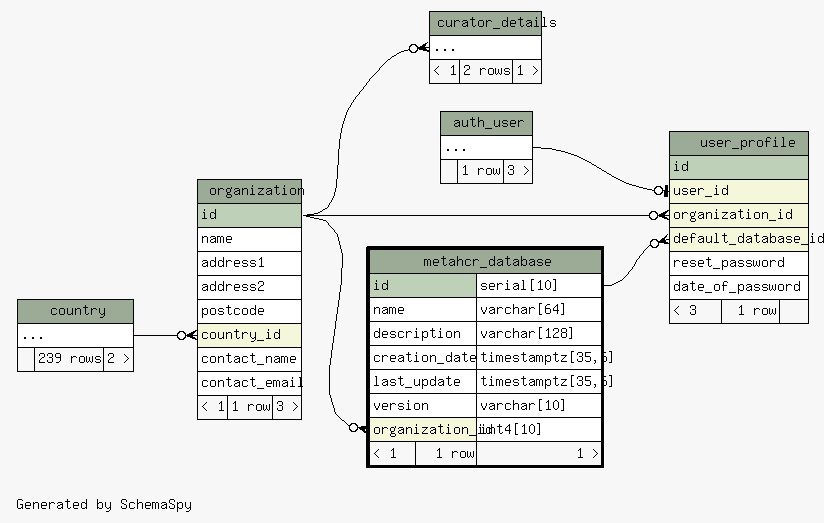 curator_details
...
< 1 2 rows 1 >
auth_user
...
1 row 3 >
user_profile
id
user_id
organization_id
default_database_id
reset_password
date_of_password
< 3 1 row
organization
id
name
address1
address2
postcode
country_id
contact_name
contact_email
< 1 1 row 3 >
metahcr_database
id serial[10]
name varchar[64]
description varchar[128]
creation_date timestamptz[35,6]
last_update timestamptz[35,6]
version varchar[10]
organization_id int4[10]
< 1 1 row 1 >
country
...
239 rows 2 >
Generated by SchemaSpy